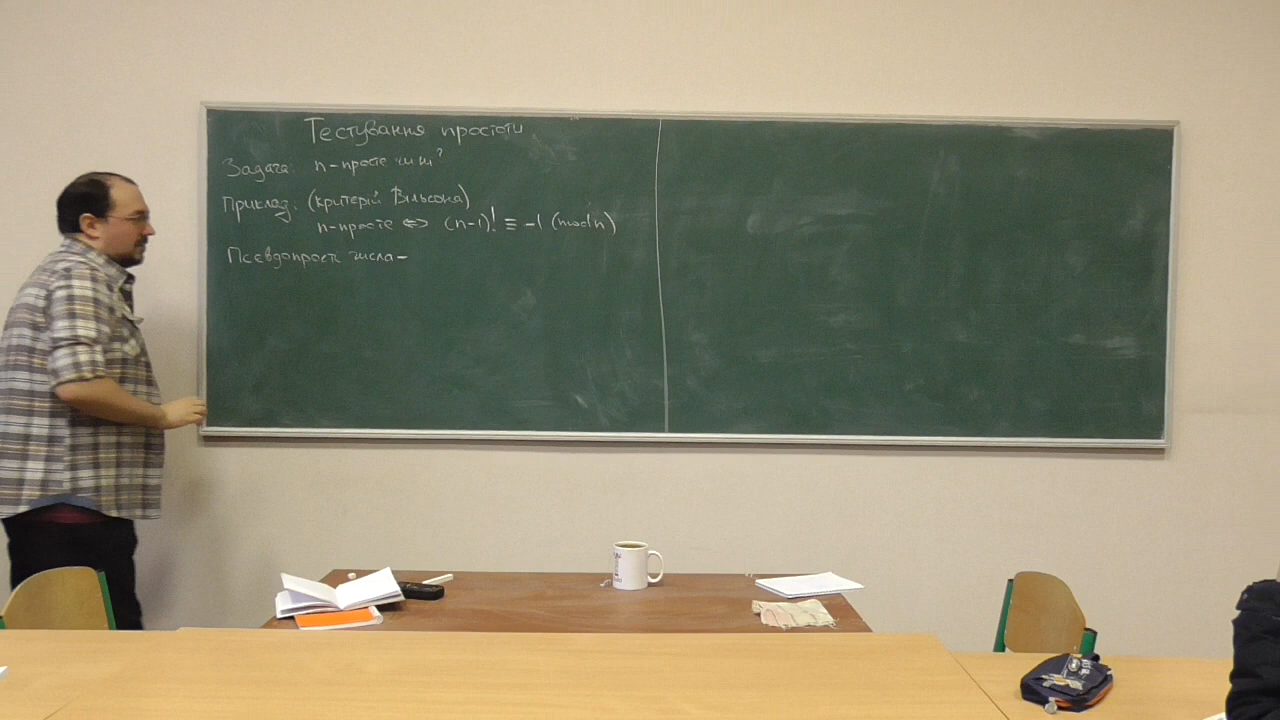 Тестування простоти
Задача: n-просте чи ні?
Приклад: (критерій Вільсона)
n-просте ⇔ (n-1)! ≡ -1 (mod n)
Псевдопрості числа -